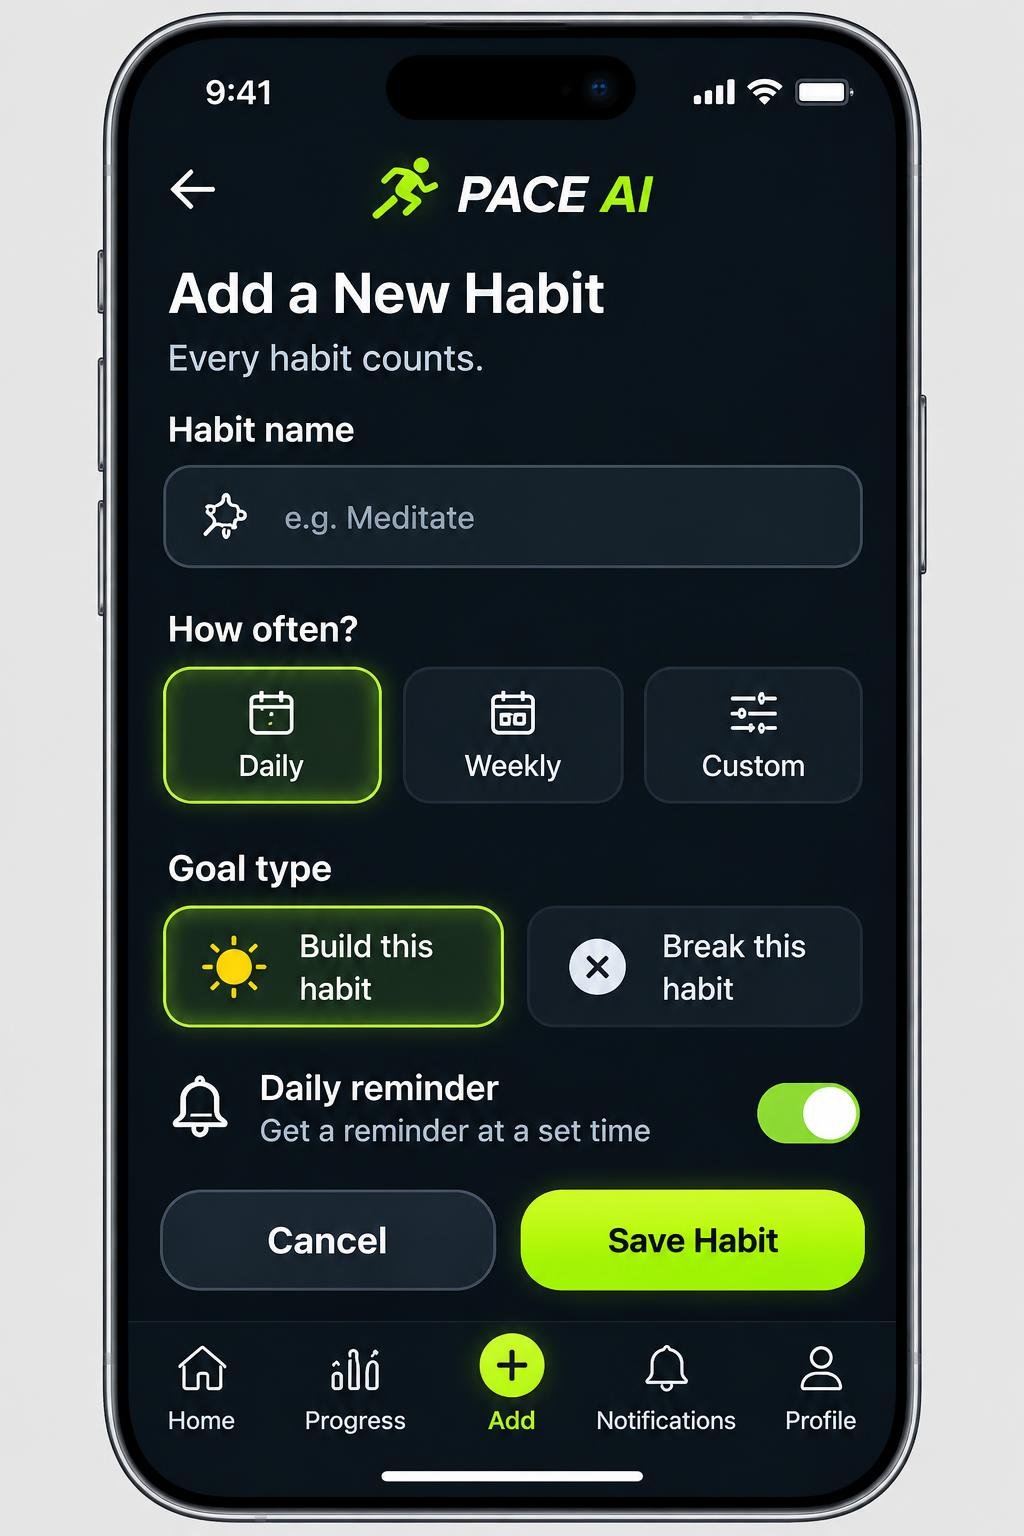 9:41
PACE AI
Add a New Habit
Every habit counts.
Habit name
e.g. Meditate
How often?
Daily
Weekly
Custom
Goal type
Build this
habit
Break this
habit
Daily reminder
Get a reminder at a set time
Cancel
Save Habit
Home
Progress
Add
Notifications
Profile